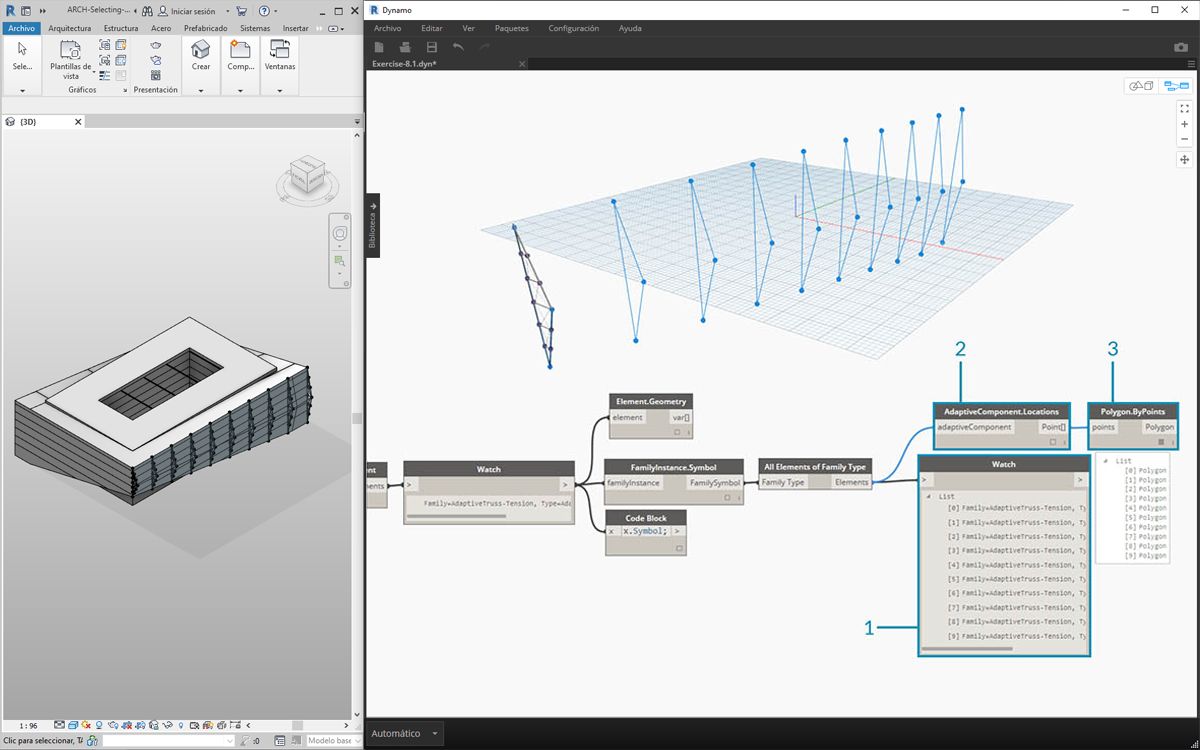 ARCH-Selecting-...
Iniciar sesión
Archivo Arquitectura Estructura Acero Prefabricado Sistemas Insertar
Sele...
Plantillas de
vista
Crear
Comp...
Ventanas
Gráficos
Presentación
{3D}
1 : 96
Clic para seleccionar, TA
:0
Modelo base
Dynamo
Archivo Editar Ver Paquetes Configuración Ayuda
Exercise-8.1.dyn*
Biblioteca
Element.Geometry
element var[]
ents
Watch
> >
Family=AdaptiveTruss-Tension, Type=Ada
FamilyInstance.Symbol
familyInstance FamilySymbol
Code Block
x x.Symbol; >
All Elements of Family Type
Family Type Elements
2
AdaptiveComponent.Locations
adaptiveComponent Point[]
3
Polygon.ByPoints
points Polygon
1
Watch
> >
List
[0] Family=AdaptiveTruss-Tension, Ty
[1] Family=AdaptiveTruss-Tension, Ty
[2] Family=AdaptiveTruss-Tension, Ty
[3] Family=AdaptiveTruss-Tension, Ty
[4] Family=AdaptiveTruss-Tension, Ty
[5] Family=AdaptiveTruss-Tension, Ty
[6] Family=AdaptiveTruss-Tension, Ty
[7] Family=AdaptiveTruss-Tension, Ty
[8] Family=AdaptiveTruss-Tension, Ty
[9] Family=AdaptiveTruss-Tension, Ty
List
[0] Polygon
[1] Polygon
[2] Polygon
[3] Polygon
[4] Polygon
[5] Polygon
[6] Polygon
[7] Polygon
[8] Polygon
[9] Polygon
Automático